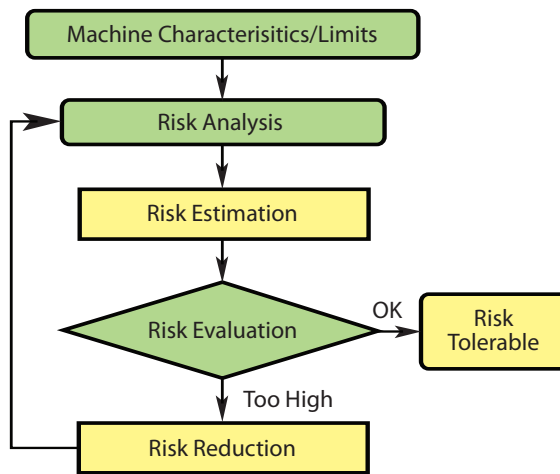 Machine Characterisitics/Limits
Risk Analysis
Risk Estimation
Risk Evaluation
OK
Risk
Tolerable
Too High
Risk Reduction